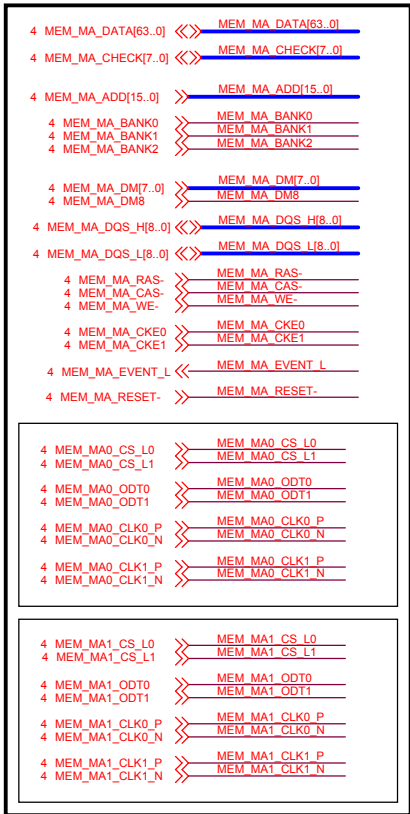 4 MEM_MA_DATA[63..0] MEM_MA_DATA[63..0]
4 MEM_MA_CHECK[7..0] MEM_MA_CHECK[7..0]
4 MEM_MA_ADD[15..0] MEM_MA_ADD[15..0]
4 MEM_MA_BANK0 MEM_MA_BANK0
4 MEM_MA_BANK1 MEM_MA_BANK1
4 MEM_MA_BANK2 MEM_MA_BANK2
4 MEM_MA_DM[7..0] MEM_MA_DM[7..0]
4 MEM_MA_DM8 MEM_MA_DM8
4 MEM_MA_DQS_H[8..0] MEM_MA_DQS_H[8..0]
4 MEM_MA_DQS_L[8..0] MEM_MA_DQS_L[8..0]
4 MEM_MA_RAS- MEM_MA_RAS-
4 MEM_MA_CAS- MEM_MA_CAS-
4 MEM_MA_WE- MEM_MA_WE-
4 MEM_MA_CKE0 MEM_MA_CKE0
4 MEM_MA_CKE1 MEM_MA_CKE1
4 MEM_MA_EVENT_L MEM_MA_EVENT_L
4 MEM_MA_RESET- MEM_MA_RESET-
4 MEM_MA0_CS_L0 MEM_MA0_CS_L0
4 MEM_MA0_CS_L1 MEM_MA0_CS_L1
4 MEM_MA0_ODT0 MEM_MA0_ODT0
4 MEM_MA0_ODT1 MEM_MA0_ODT1
4 MEM_MA0_CLK0_P MEM_MA0_CLK0_P
4 MEM_MA0_CLK0_N MEM_MA0_CLK0_N
4 MEM_MA0_CLK1_P MEM_MA0_CLK1_P
4 MEM_MA0_CLK1_N MEM_MA0_CLK1_N
4 MEM_MA1_CS_L0 MEM_MA1_CS_L0
4 MEM_MA1_CS_L1 MEM_MA1_CS_L1
4 MEM_MA1_ODT0 MEM_MA1_ODT0
4 MEM_MA1_ODT1 MEM_MA1_ODT1
4 MEM_MA1_CLK0_P MEM_MA1_CLK0_P
4 MEM_MA1_CLK0_N MEM_MA1_CLK0_N
4 MEM_MA1_CLK1_P MEM_MA1_CLK1_P
4 MEM_MA1_CLK1_N MEM_MA1_CLK1_N